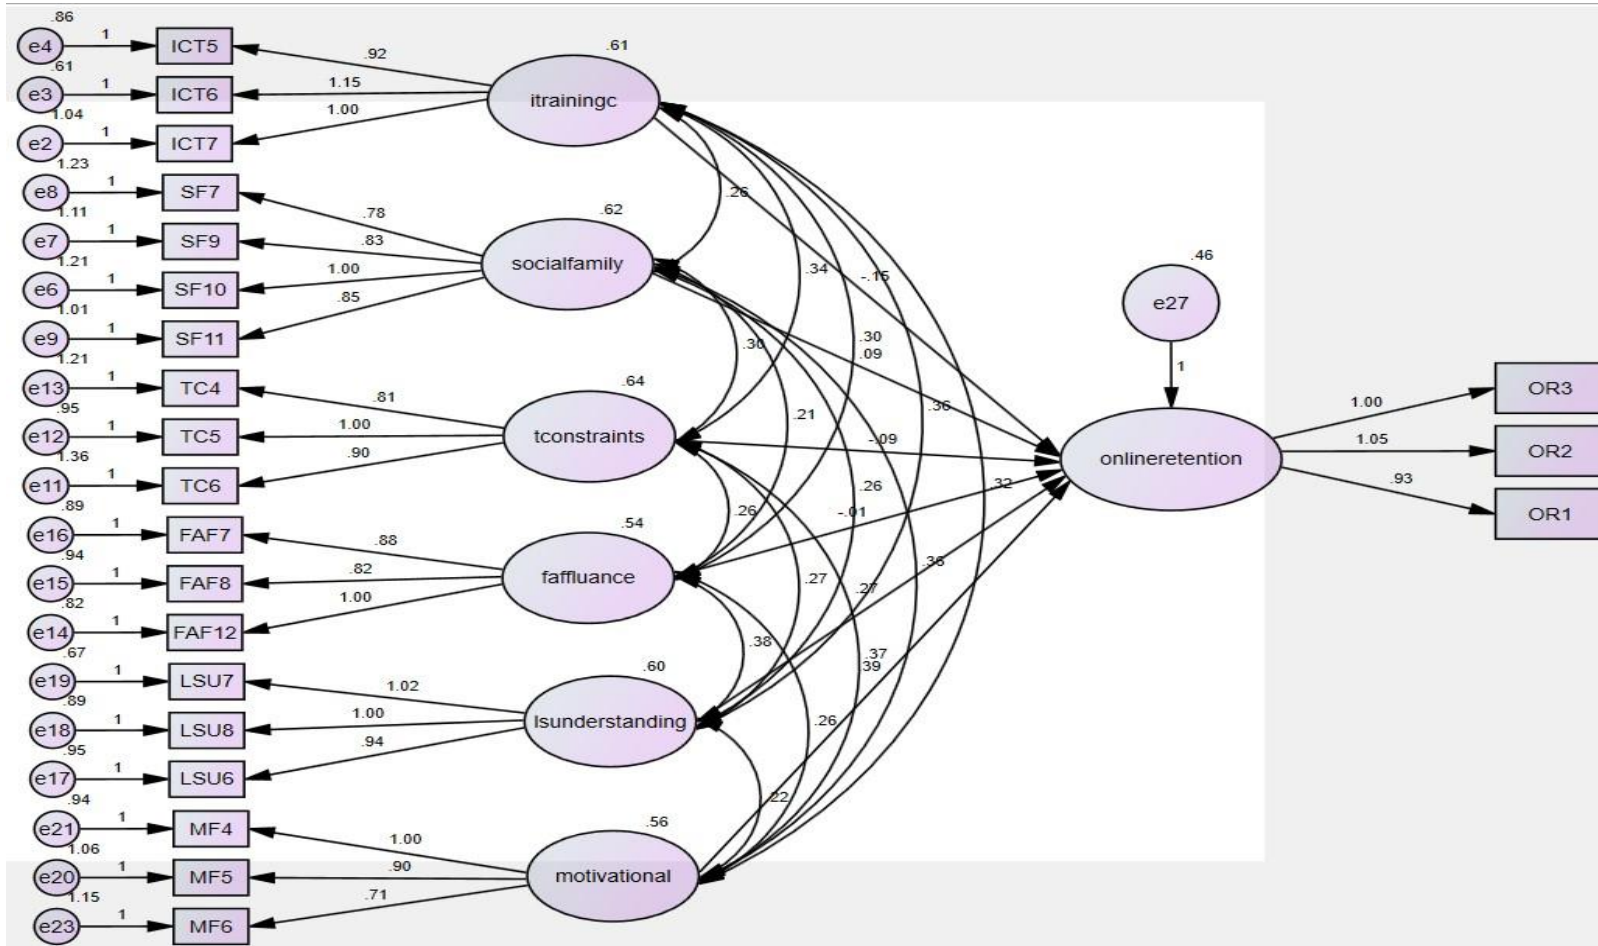 .86
e4 1 ICT5 .92 .61
.61
e3 1 ICT6 1.15 itrainingc
1.04
e2 1 ICT7 1.00
1.23
e8 1 SF7 .78 .26
1.11
.62
e7 1 SF9 .83
1.21
socialfamily
e6 1 SF10 1.00 .34 -.15
1.01
.85
.46
e27
e9 1 SF11 .30 .30
1.21
.09
1
e13 1 TC4 .81 .64
.95
.21 .36
e12 1 TC5 1.00 tconstraints -.09
1.36
.90
e11 1 TC6 .26 .26 .32
.89
-.01
onlineretention
1.00 OR3
1.05 OR2
.93 OR1
e16 1 FAF7 .88 .54
.94
e15 1 FAF8 .82 faffluance .27 .27 .36
.82
1.00
e14 1 FAF12 .38
.67
.37
.39
e19 1 LSU7 1.02 .60
.89
e18 1 LSU8 1.00 lsunderstanding .26
.95
.94
e17 1 LSU6 .22
.94
e21 1 MF4 1.00 .56
1.06
.90
e20 1 MF5 motivational
1.15
.71
e23 1 MF6